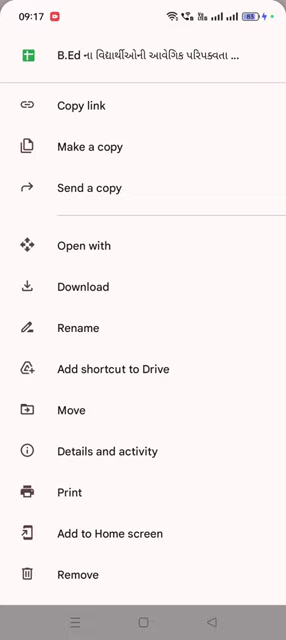 09:17
B.Ed ના વિદ્યાર્થીઓની આવેગિક પરિપક્વતા ...
Copy link
Make a copy
Send a copy
Open with
Download
Rename
Add shortcut to Drive
Move
Details and activity
Print
Add to Home screen
Remove